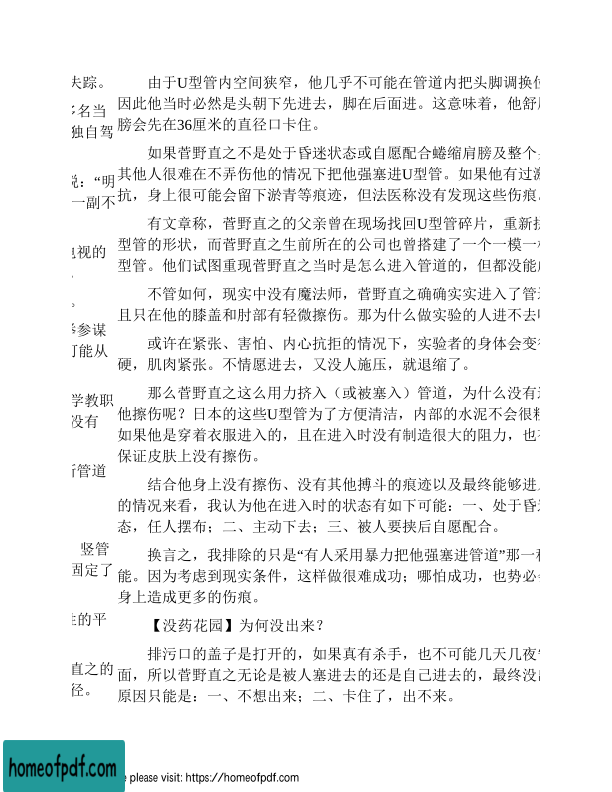 夫踪。
多名当
独自驾
说：“明
一副不
电视的
。
参参谋
可能从
学教职
没有
新管道
竖管
固定了
主的平
直之的
径。
由于U型管内空间狭窄，他几乎不可能在管道内把头脚调换位
因此他当时必然是头朝下先进去，脚在后面进。这意味着，他舒展
膀会先在36厘米的直径口卡住。
如果菅野直之不是处于昏迷状态或自愿配合蜷缩肩膀及整个身
其他人很难在不弄伤他的情况下把他强塞进U型管。如果他有过激
抗，身上很可能会留下淤青等痕迹，但法医称没有发现这些伤痕。
有文章称，菅野直之的父亲曾在现场找回U型管碎片，重新拼
型管的形状，而菅野直之生前所在的公司也曾搭建了一个一模一样
型管。他们试图重现菅野直之当时是怎么进入管道的，但都没能成
不管如何，现实中没有魔法师，菅野直之确确实实进入了管道
且只在他的膝盖和肘部有轻微擦伤。那为什么做实验的人进不去呢
或许在紧张、害怕、内心抗拒的情况下，实验者的身体会变得
硬，肌肉紧张。不情愿进去，又没人施压，就退缩了。
那么菅野直之这么用力挤入（或被塞入）管道，为什么没有造
他擦伤呢？日本的这些U型管为了方便清洁，内部的水泥不会很粗
如果他是穿着衣服进入的，且在进入时没有制造很大的阻力，也有
保证皮肤上没有擦伤。
结合他身上没有擦伤、没有其他搏斗的痕迹以及最终能够进入
的情况来看，我认为他在进入时的状态有如下可能：一、处于昏迷
态，任人摆布；二、主动下去；三、被人要挟后自愿配合。
换言之，我排除的只是“有人采用暴力把他强塞进管道”那一种
能。因为考虑到现实条件，这样做很难成功；哪怕成功，也势必会
身上造成更多的伤痕。
【没药花园】为何没出来？
排污口的盖子是打开的，如果真有杀手，也不可能几天几夜守
面，所以菅野直之无论是被人塞进去的还是自己进去的，最终没出
原因只能是：一、不想出来；二、卡住了，出不来。
homeofpdf.com
e please visit: https://homeofpdf.com